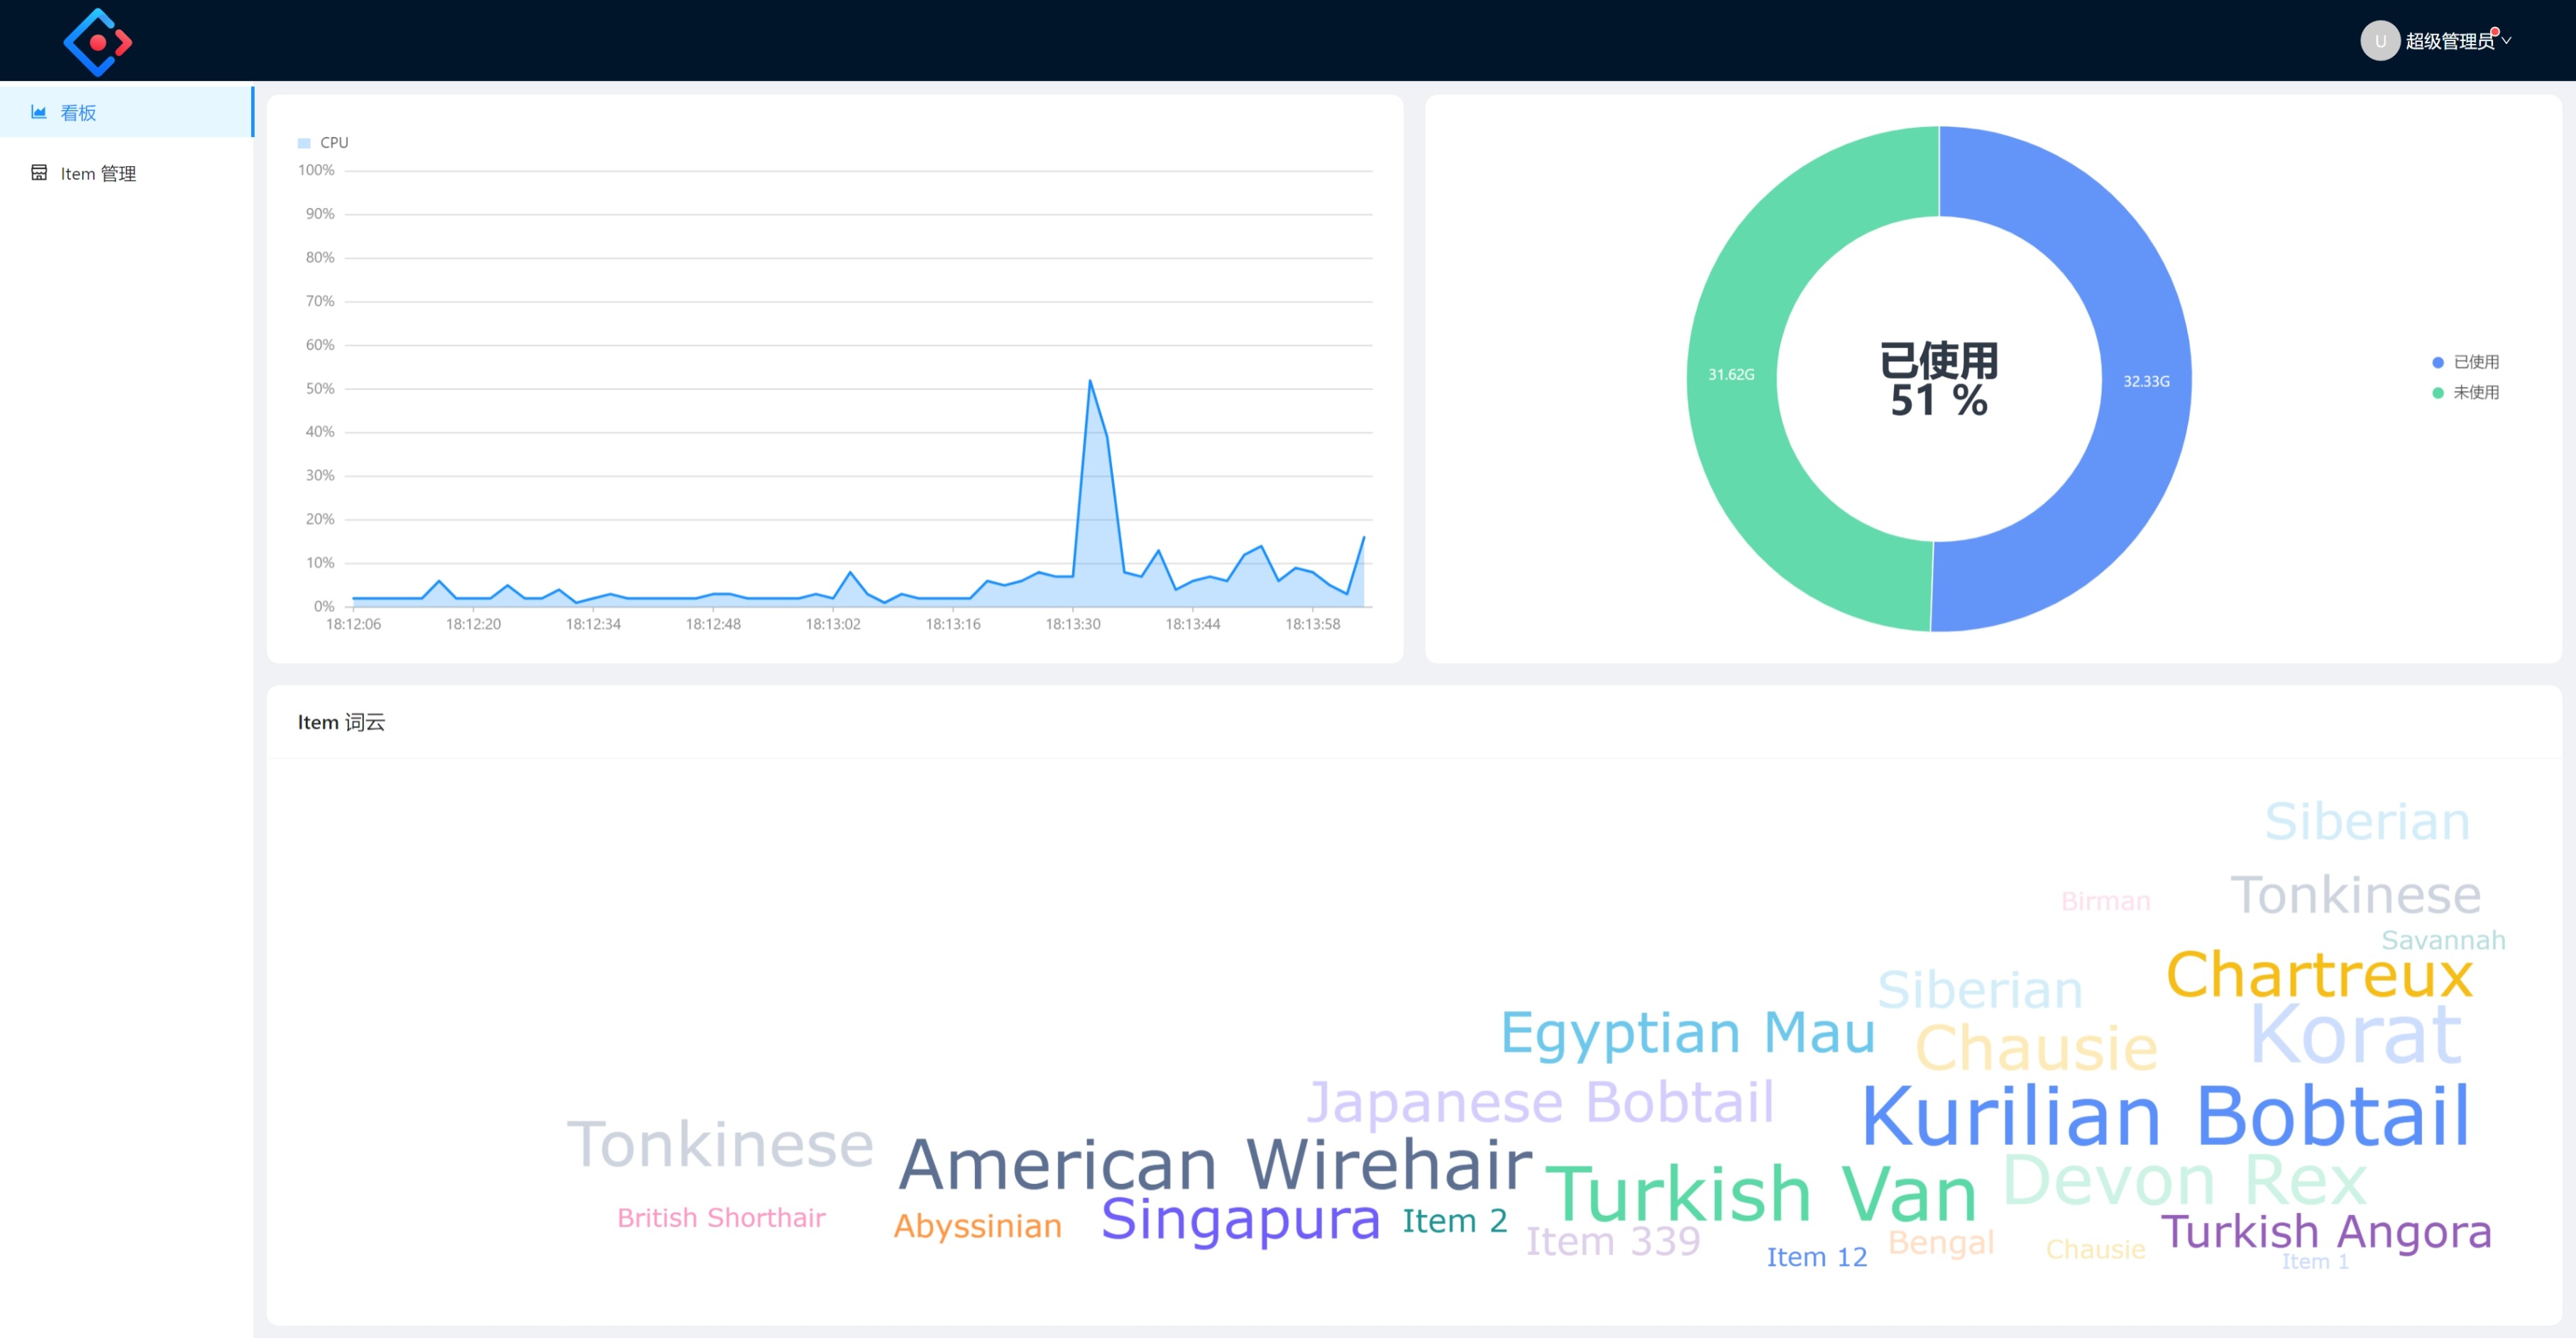 U 超级管理员
看板
Item 管理
CPU
100%
90%
80%
70%
60%
50%
40%
30%
20%
10%
0%
18:12:06 18:12:20 18:12:34 18:12:48 18:13:02 18:13:16 18:13:30 18:13:44 18:13:58
31.62G
已使用
51 %
32.33G
已使用
未使用
Item 词云
Siberian
Tonkinese
Birman
Savannah
Chartreux
Siberian
Egyptian Mau
Chausie
Korat
Japanese Bobtail
Kurilian Bobtail
Tonkinese
American Wirehair
Turkish Van
Devon Rex
British Shorthair
Abyssinian
Singapura
Item 2
Item 339
Item 12
Bengal
Chausie
Turkish Angora
Item 1